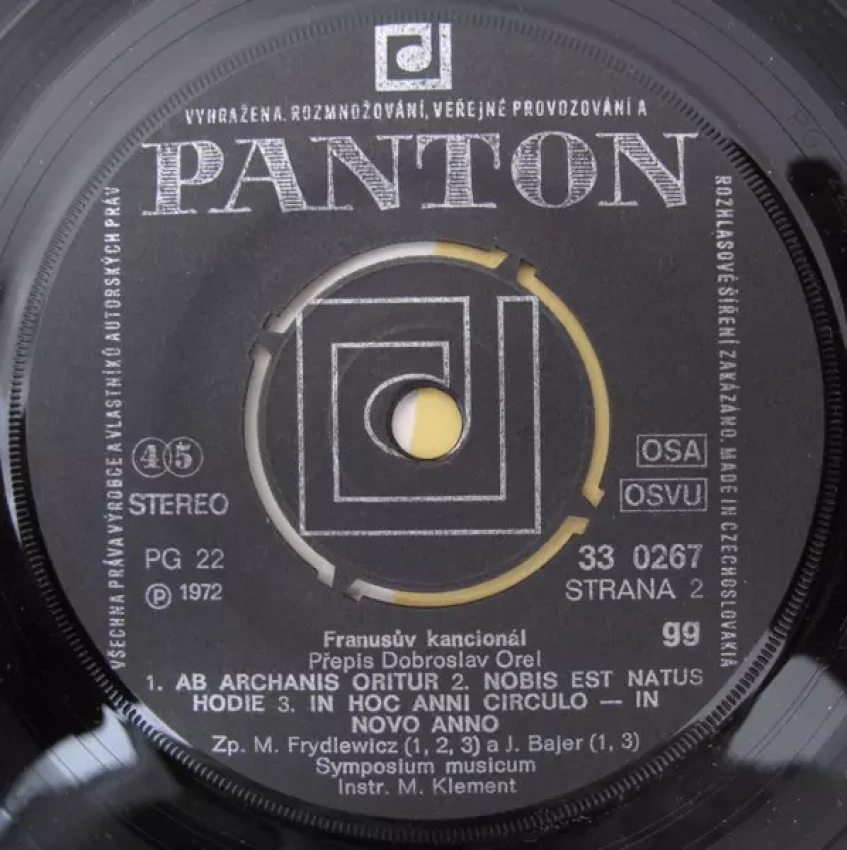 VYHRAŽENA. ROZMNOŽOVÁNÍ, VEŘEJNÉ PROVOZOVÁNÍ A
PANTON
VŠECHNA PRÁVA VÝROBCE A VLASTNÍKŮ AUTORSKÝCH PRÁV
ROZHLASOVÉ ŠÍŘENÍ ZAKÁZÁNO. MADE IN CZECHOSLOVAKIA
45
STEREO
OSA
OSVU
PG 22
33 0267
Ⓟ 1972
STRANA 2
gg
Franusův kancionál
Přepis Dobroslav Orel
1. AB ARCHANIS ORITUR 2. NOBIS EST NATUS
HODIE 3. IN HOC ANNI CIRCULO — IN
NOVO ANNO
Zp. M. Frydlewicz (1, 2, 3) a J. Bajer (1, 3)
Symposium musicum
Instr. M. Klement